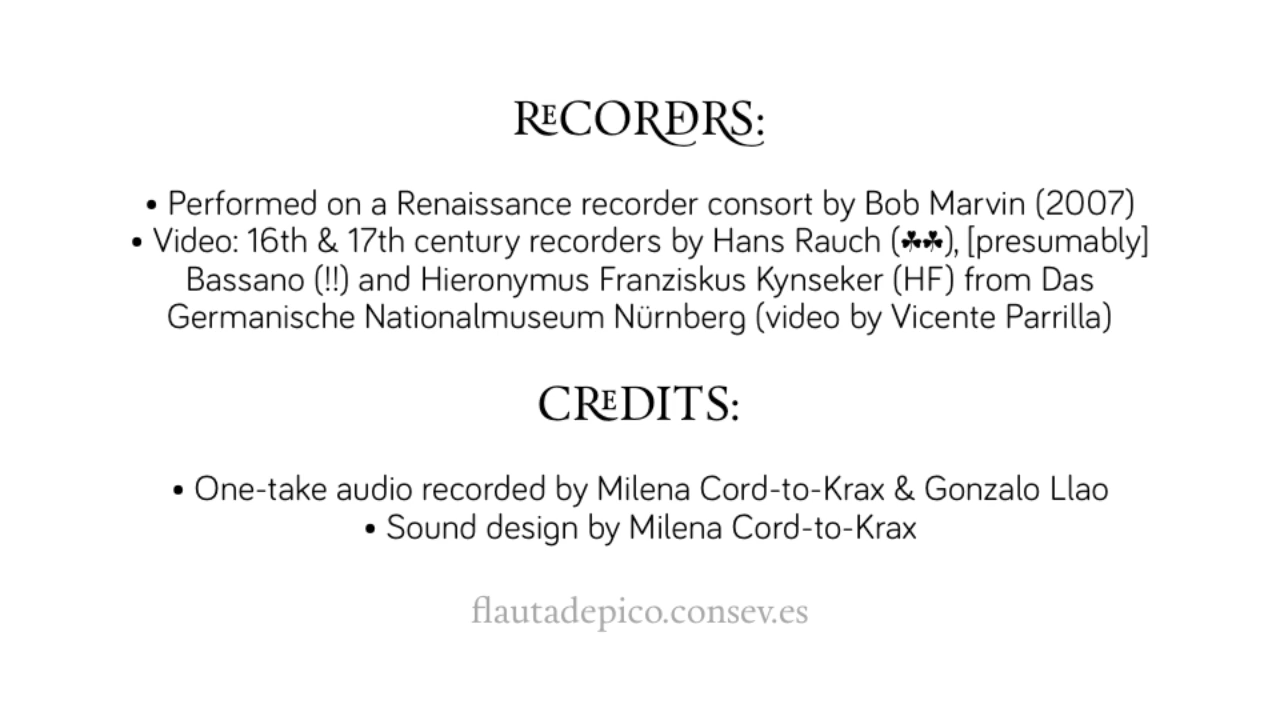 RECORDERS:
• Performed on a Renaissance recorder consort by Bob Marvin (2007)
• Video: 16th & 17th century recorders by Hans Rauch (☘☘), [presumably]
Bassano (!!) and Hieronymus Franziskus Kynseker (HF) from Das
Germanische Nationalmuseum Nürnberg (video by Vicente Parrilla)
CREDITS:
• One-take audio recorded by Milena Cord-to-Krax & Gonzalo Llao
• Sound design by Milena Cord-to-Krax
flautadepico.consev.es